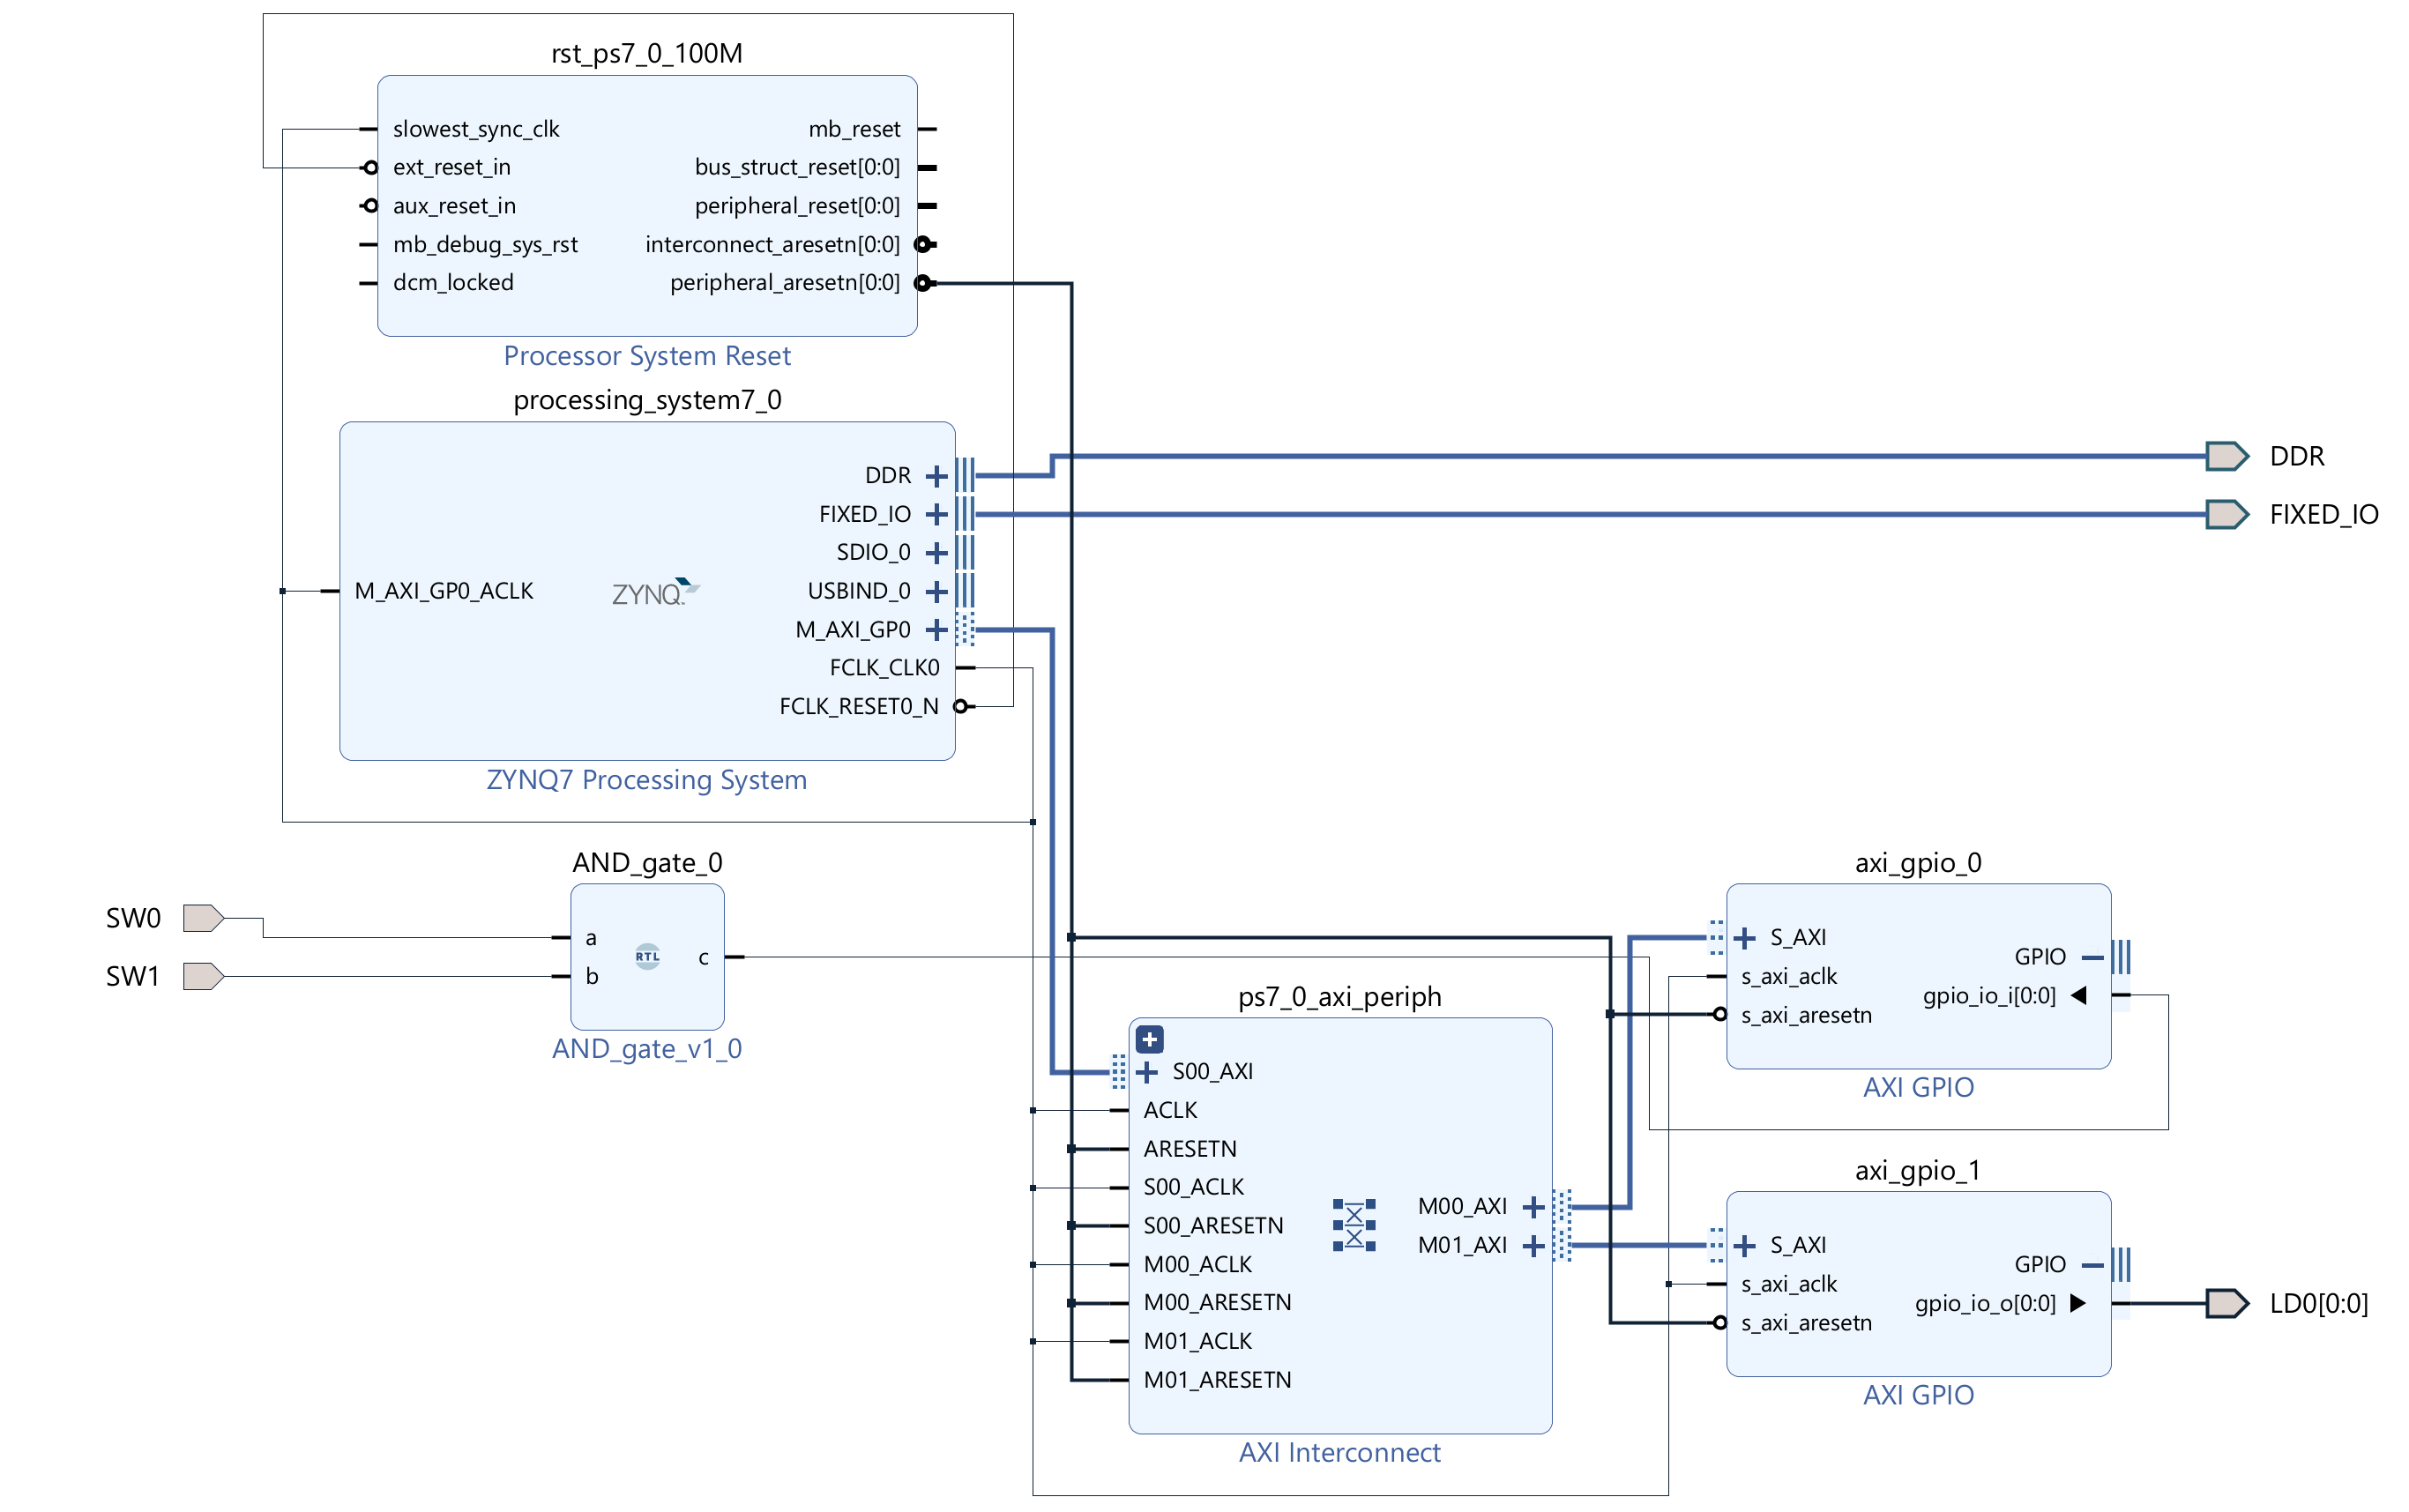 rst_ps7_0_100M
slowest_sync_clk
ext_reset_in
aux_reset_in
mb_debug_sys_rst
dcm_locked
mb_reset
bus_struct_reset[0:0]
peripheral_reset[0:0]
interconnect_aresetn[0:0]
peripheral_aresetn[0:0]
Processor System Reset
processing_system7_0
M_AXI_GP0_ACLK
ZYNQ
DDR
FIXED_IO
SDIO_0
USBIND_0
M_AXI_GP0
FCLK_CLK0
FCLK_RESET0_N
ZYNQ7 Processing System
DDR
FIXED_IO
SW0
SW1
AND_gate_0
a
b
RTL
c
AND_gate_v1_0
ps7_0_axi_periph
S00_AXI
ACLK
ARESETN
S00_ACLK
S00_ARESETN
M00_ACLK
M00_ARESETN
M01_ACLK
M01_ARESETN
M00_AXI
M01_AXI
AXI Interconnect
axi_gpio_0
S_AXI
s_axi_aclk
s_axi_aresetn
GPIO
gpio_io_i[0:0]
AXI GPIO
axi_gpio_1
S_AXI
s_axi_aclk
s_axi_aresetn
GPIO
gpio_io_o[0:0]
AXI GPIO
LD0[0:0]